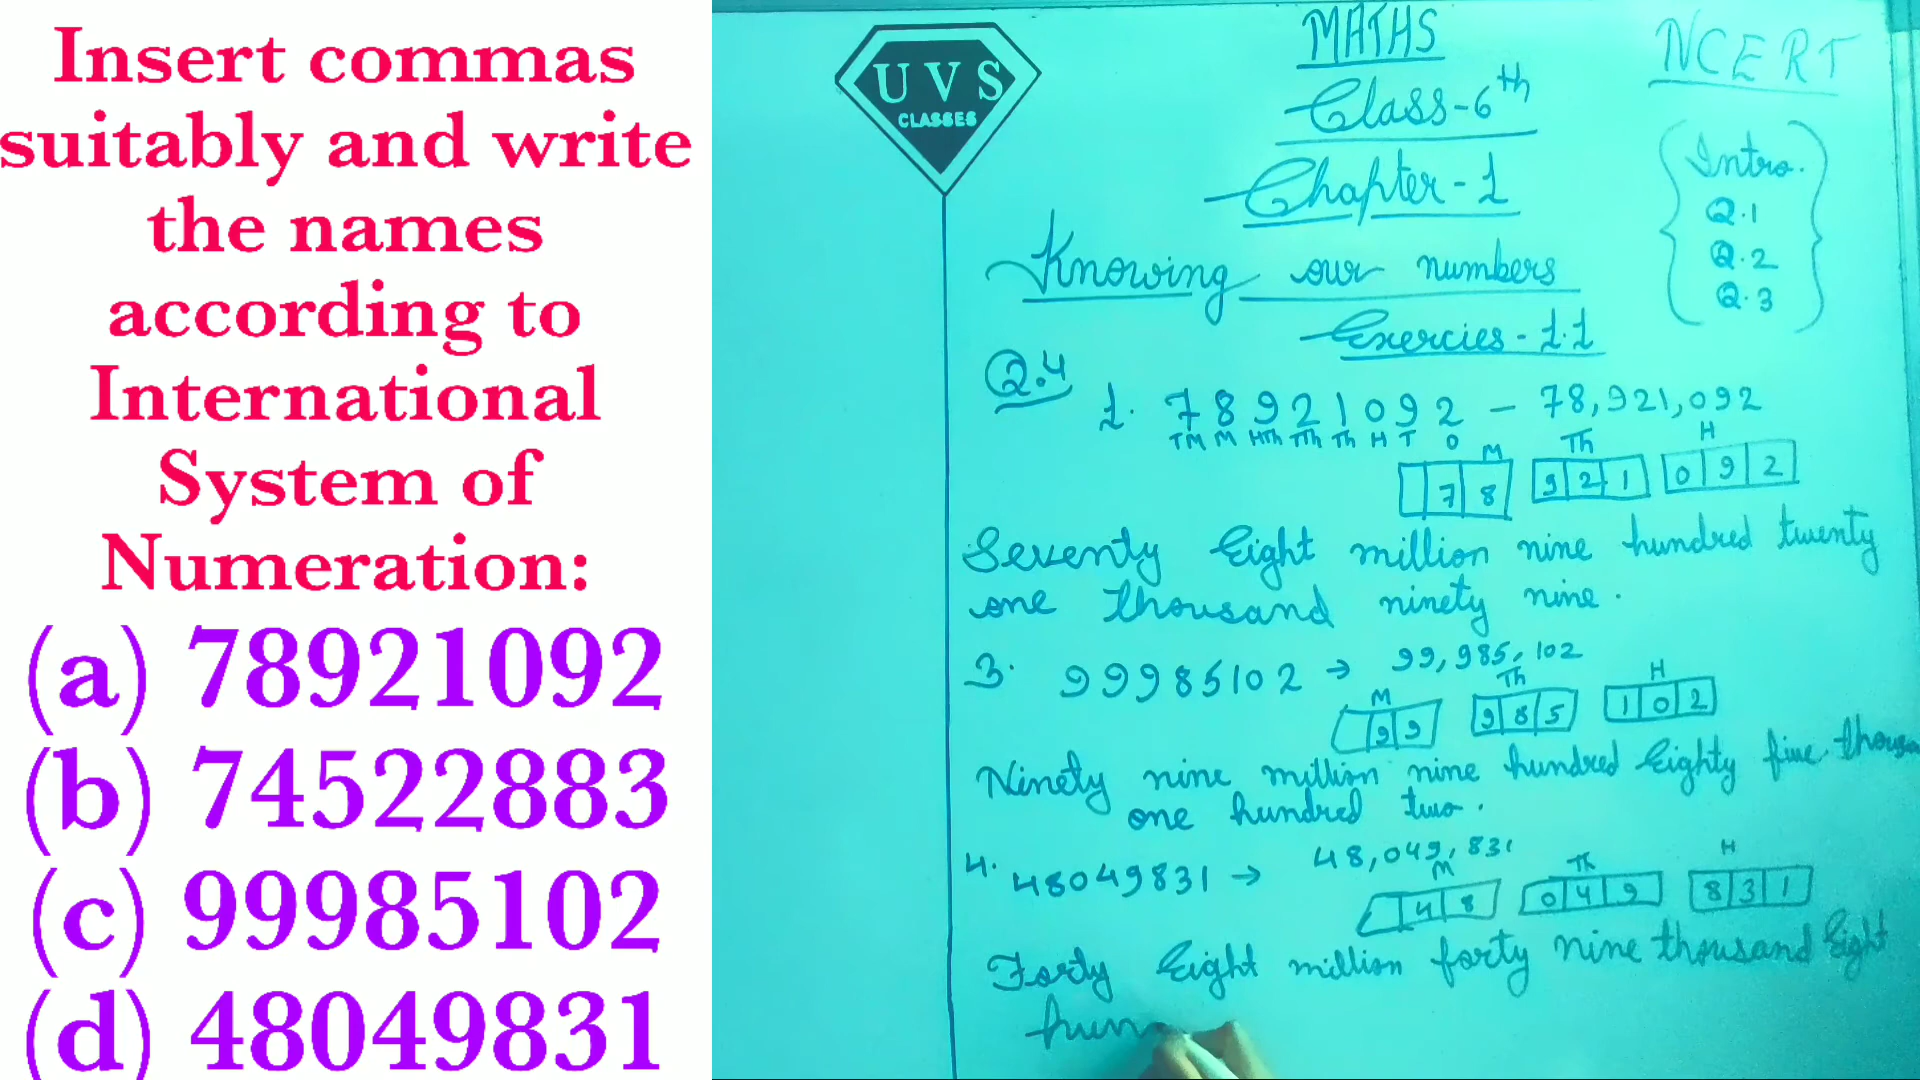 Insert commas
suitably and write
the names
according to
International
System of
Numeration:
(a) 78921092
(b) 74522883
(c) 99985102
(d) 48049831
UVS
CLASSES
MATHS
Class-6th
Chapter-1
Knowing our numbers
Exercies-1.1
NCERT
Intro.
Q.1
Q.2
Q.3
Q.4
1. 78921092 - 78,921,092
TM M HTh TTh Th H T O
M Th H
7 8 9 2 1 0 9 2
Seventy Eight million nine hundred twenty
one thousand ninety nine.
3. 99985102 → 99,985,102
M Th H
9 9 9 8 5 1 0 2
Ninety nine million nine hundred Eighty five thousa
one hundred two.
4. 48049831 → 48,049,831
M Th H
4 8 0 4 9 8 3 1
Forty Eight million forty nine thousand Eight
hun